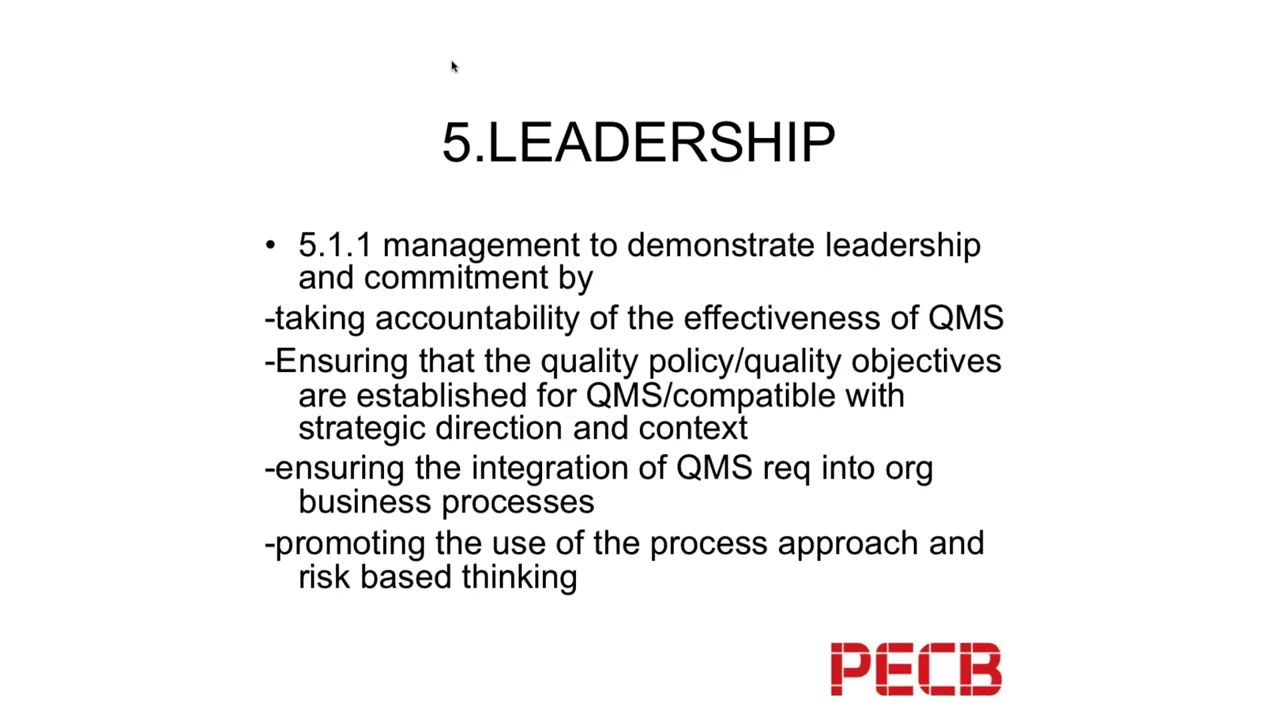 5.LEADERSHIP
• 5.1.1 management to demonstrate leadership
and commitment by
-taking accountability of the effectiveness of QMS
-Ensuring that the quality policy/quality objectives
are established for QMS/compatible with
strategic direction and context
-ensuring the integration of QMS req into org
business processes
-promoting the use of the process approach and
risk based thinking
PECB